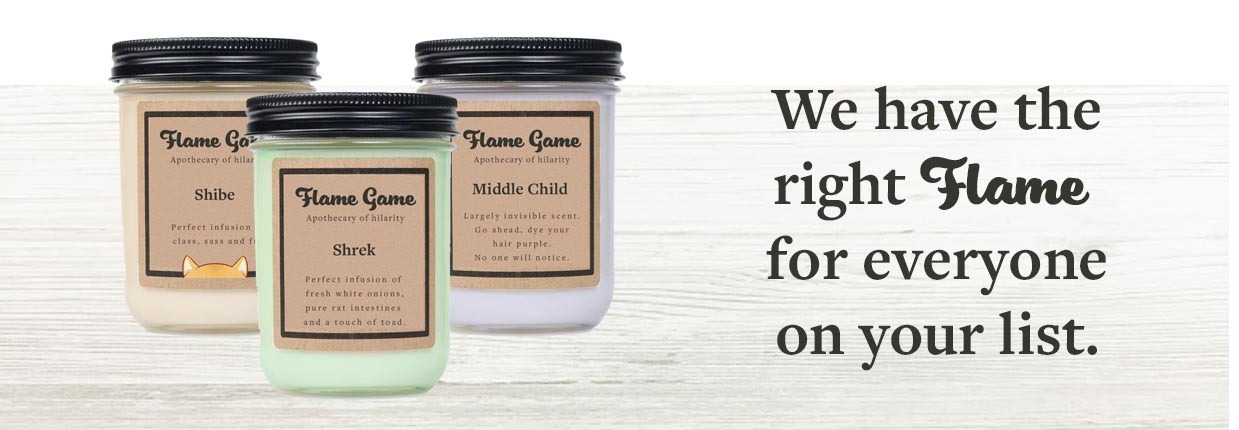 Flame
Apothecary of
Shibe
Perfect infusion
class, sass and
Flame Game
Apothecary of hilarity
Shrek
Perfect infusion of
fresh white onions,
pure rat intestines
and a touch of toad.
Flame Game
Apothecary of hilarity
Middle Child
Largely invisible scent.
Go ahead, dye your
hair purple.
No one will notice.
We have the
right Flame
for everyone
on your list.